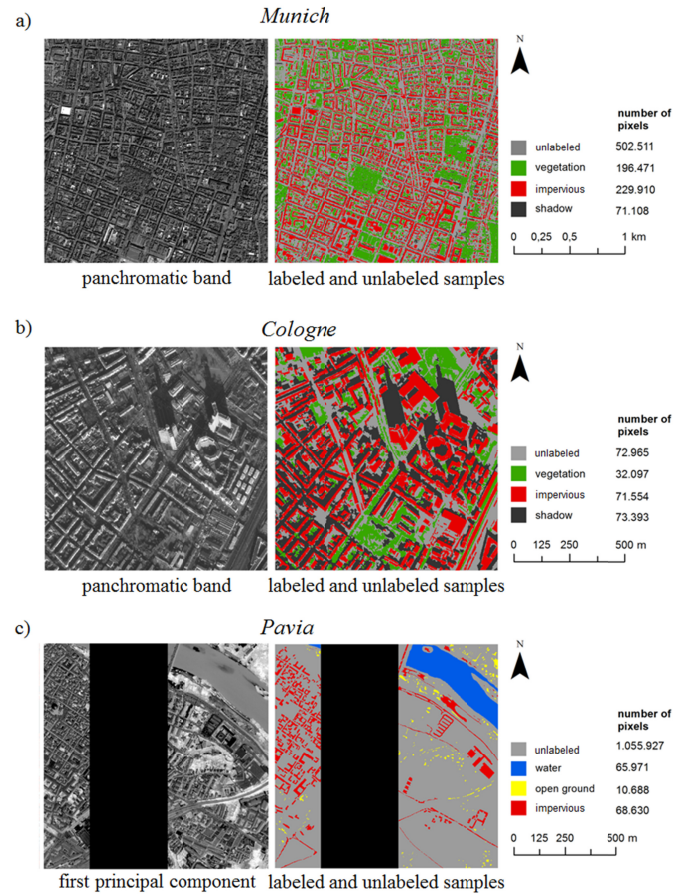 a)
Munich
N
number of
pixels
unlabeled 502.511
vegetation 196.471
impervious 229.910
shadow 71.108
0 0,25 0,5 1 km
panchromatic band
labeled and unlabeled samples
b)
Cologne
N
number of
pixels
unlabeled 72.965
vegetation 32.097
impervious 71.554
shadow 73.393
0 125 250 500 m
panchromatic band
labeled and unlabeled samples
c)
Pavia
N
number of
pixels
unlabeled 1.055.927
water 65.971
open ground 10.688
impervious 68.630
0 125 250 500 m
first principal component
labeled and unlabeled samples